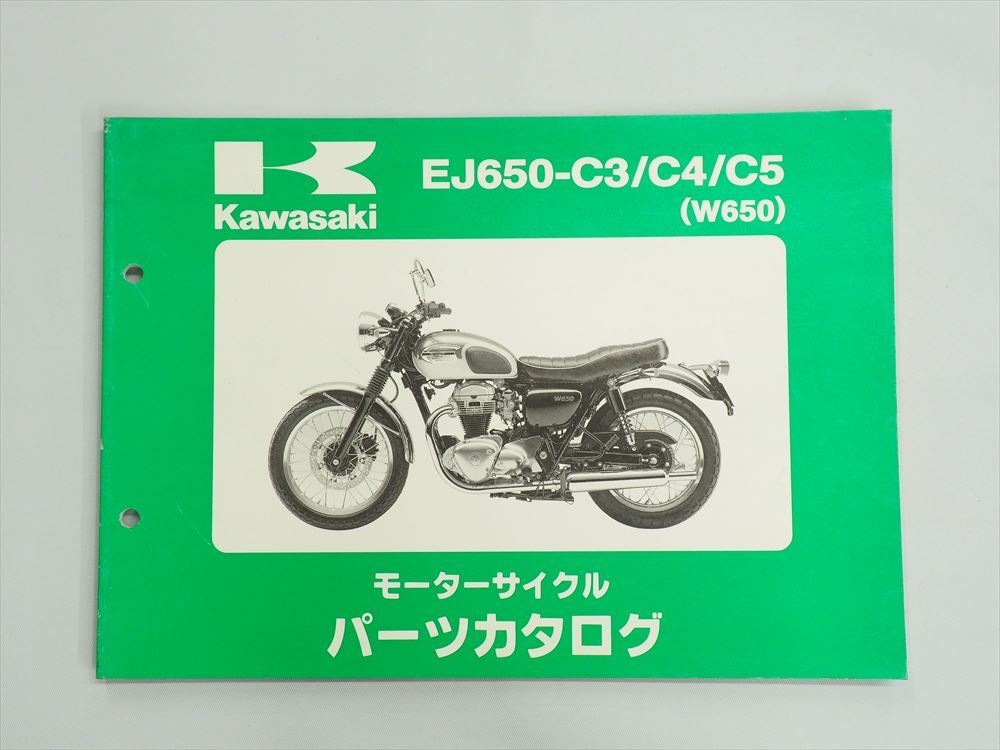 EJ650-C3/C4/C5
(W650)
Kawasaki
W650
モーターサイクル
パーツカタログ